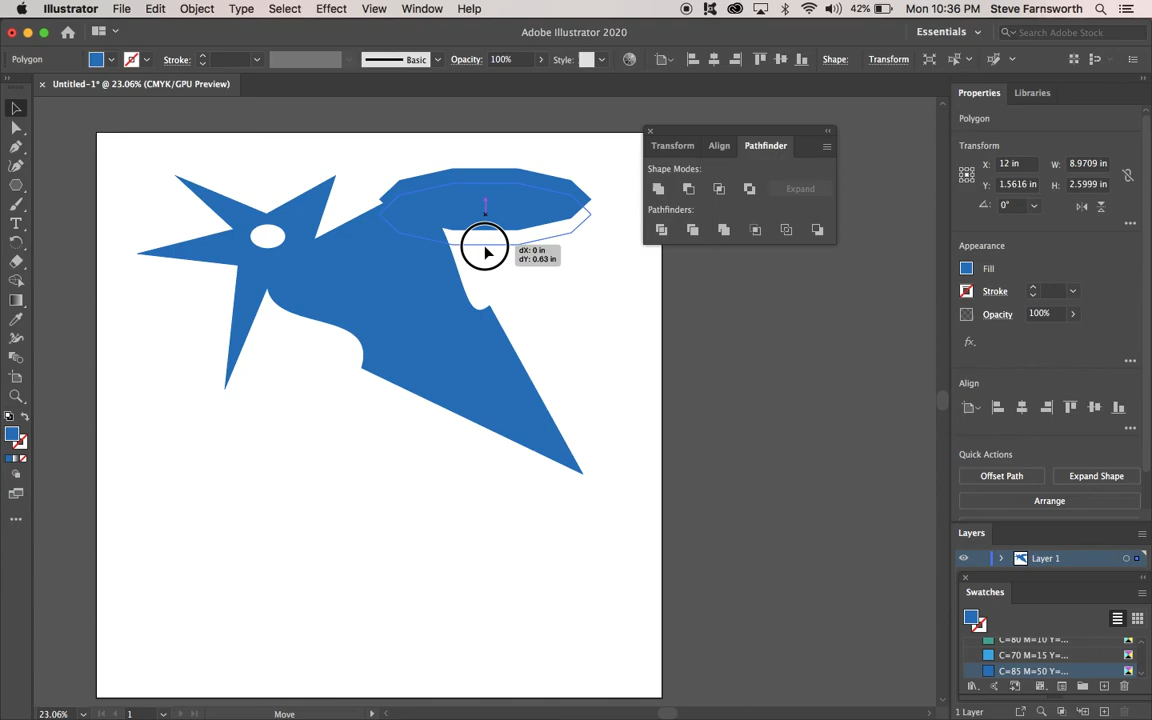 Illustrator File Edit Object Type Select Effect View Window Help 42% Mon 10:36 PM Steve Farnsworth
Adobe Illustrator 2020
Essentials
Search Adobe Stock
Polygon Stroke: Basic Opacity: 100% Style: Shape: Transform
× Untitled-1* @ 23.06% (CMYK/GPU Preview)
Properties Libraries
Polygon
Transform Align Pathfinder
Shape Modes:
Expand
Pathfinders:
Transform
X: 12 in W: 8.9709 in
Y: 1.5616 in H: 2.5999 in
0°
dX: 0 in
dY: 0.63 in
Appearance
Fill
Stroke
Opacity 100%
fx.
Align
Quick Actions
Offset Path Expand Shape
Arrange
Layers
Layer 1
Swatches
C=80 M=10 Y=...
C=70 M=15 Y=...
C=85 M=50 Y=...
23.06% 1 Move 1 Layer